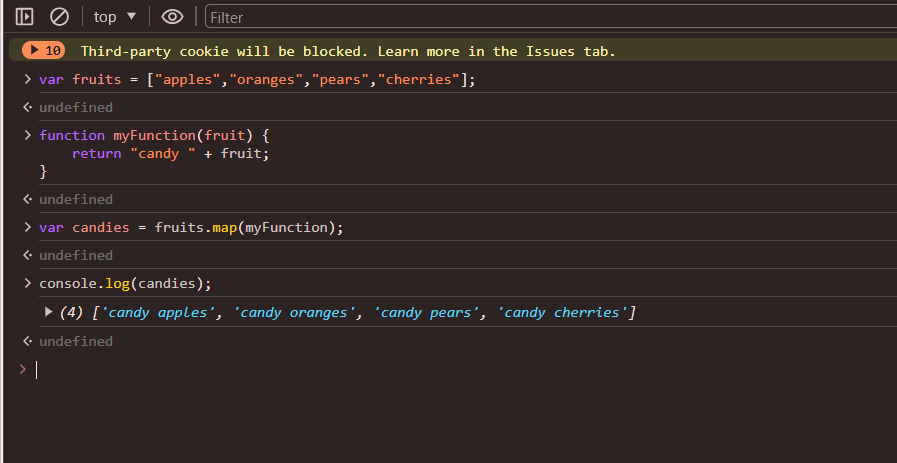 top Filter
10 Third-party cookie will be blocked. Learn more in the Issues tab.
> var fruits = ["apples","oranges","pears","cherries"];
undefined
> function myFunction(fruit) {
return "candy " + fruit;
}
undefined
> var candies = fruits.map(myFunction);
undefined
> console.log(candies);
(4) ['candy apples', 'candy oranges', 'candy pears', 'candy cherries']
undefined
>